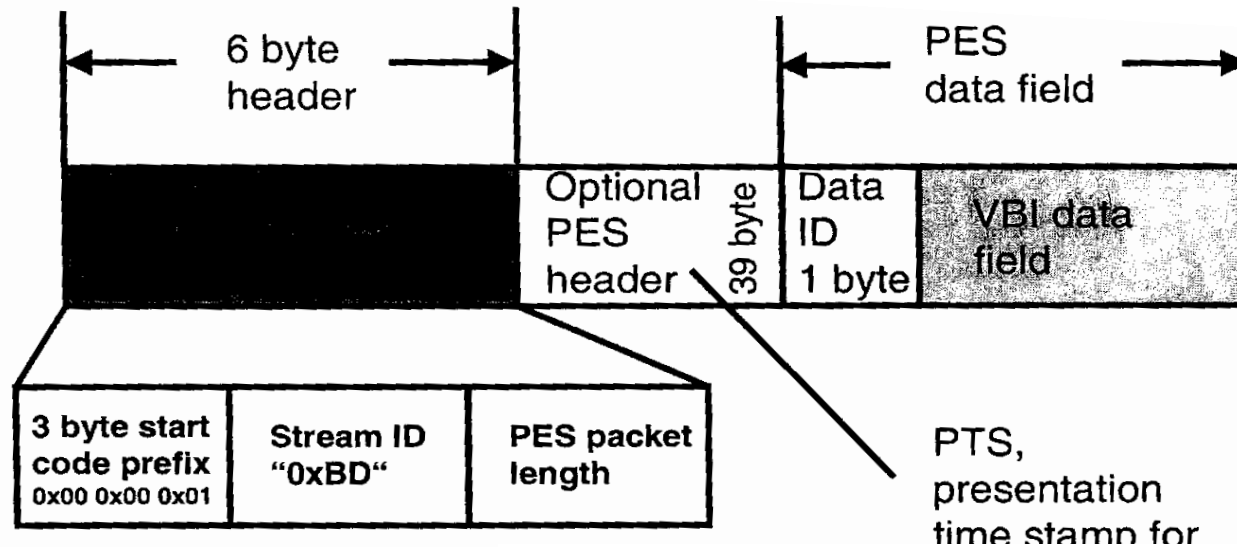 6 byte
header
PES
data field
Optional
PES
header
39 byte
Data
ID
1 byte
VBI data
field
3 byte start
code prefix
0x00 0x00 0x01
Stream ID
“0xBD“
PES packet
length
PTS,
presentation
time stamp for